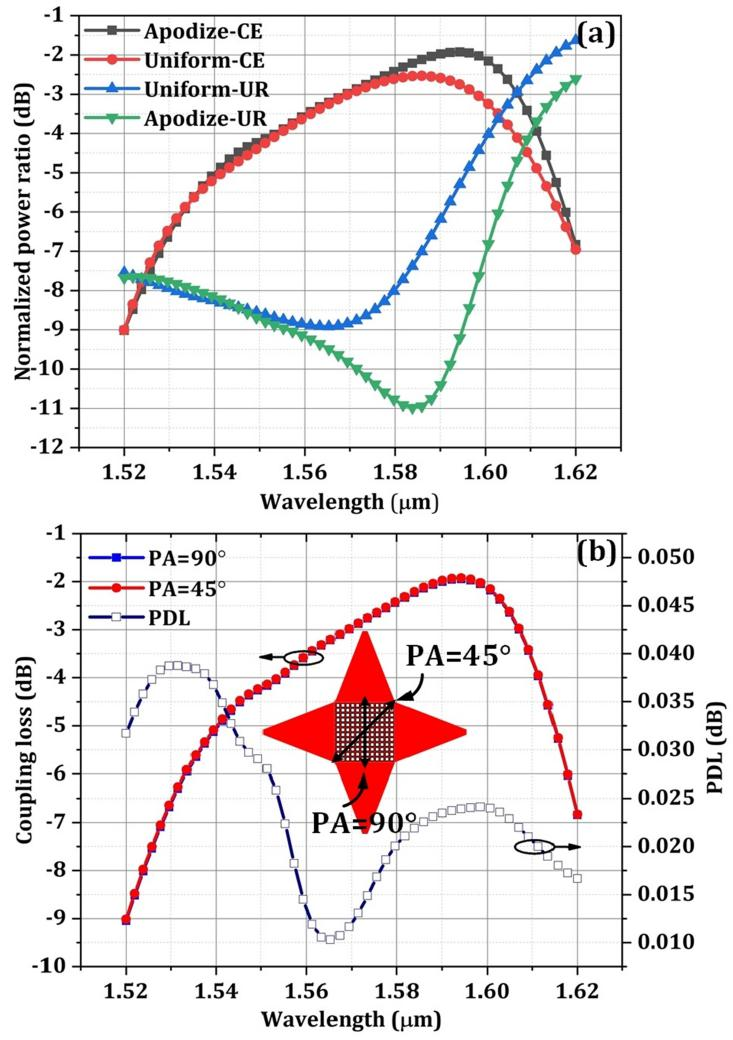 (a)
Apodize-CE
Uniform-CE
Uniform-UR
Apodize-UR
Normalized power ratio (dB)
-1
-2
-3
-4
-5
-6
-7
-8
-9
-10
-11
-12
1.52 1.54 1.56 1.58 1.60 1.62
Wavelength (μm)
(b)
PA=90°
PA=45°
PDL
Coupling loss (dB)
-1
-2
-3
-4
-5
-6
-7
-8
-9
-10
PA=45°
PA=90°
0.050
0.045
0.040
0.035
0.030
0.025
0.020
0.015
0.010
PDL (dB)
1.52 1.54 1.56 1.58 1.60 1.62
Wavelength (μm)